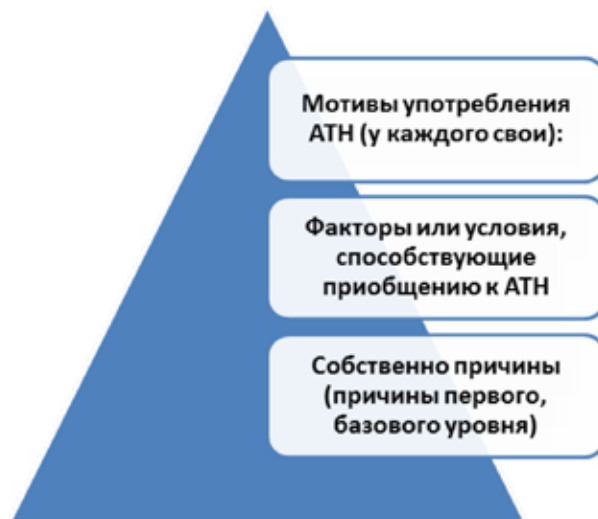 Мотивы употребления
АТН (у каждого свои):
Факторы или условия,
способствующие
приобщению к АТН
Собственно причины
(причины первого,
базового уровня)